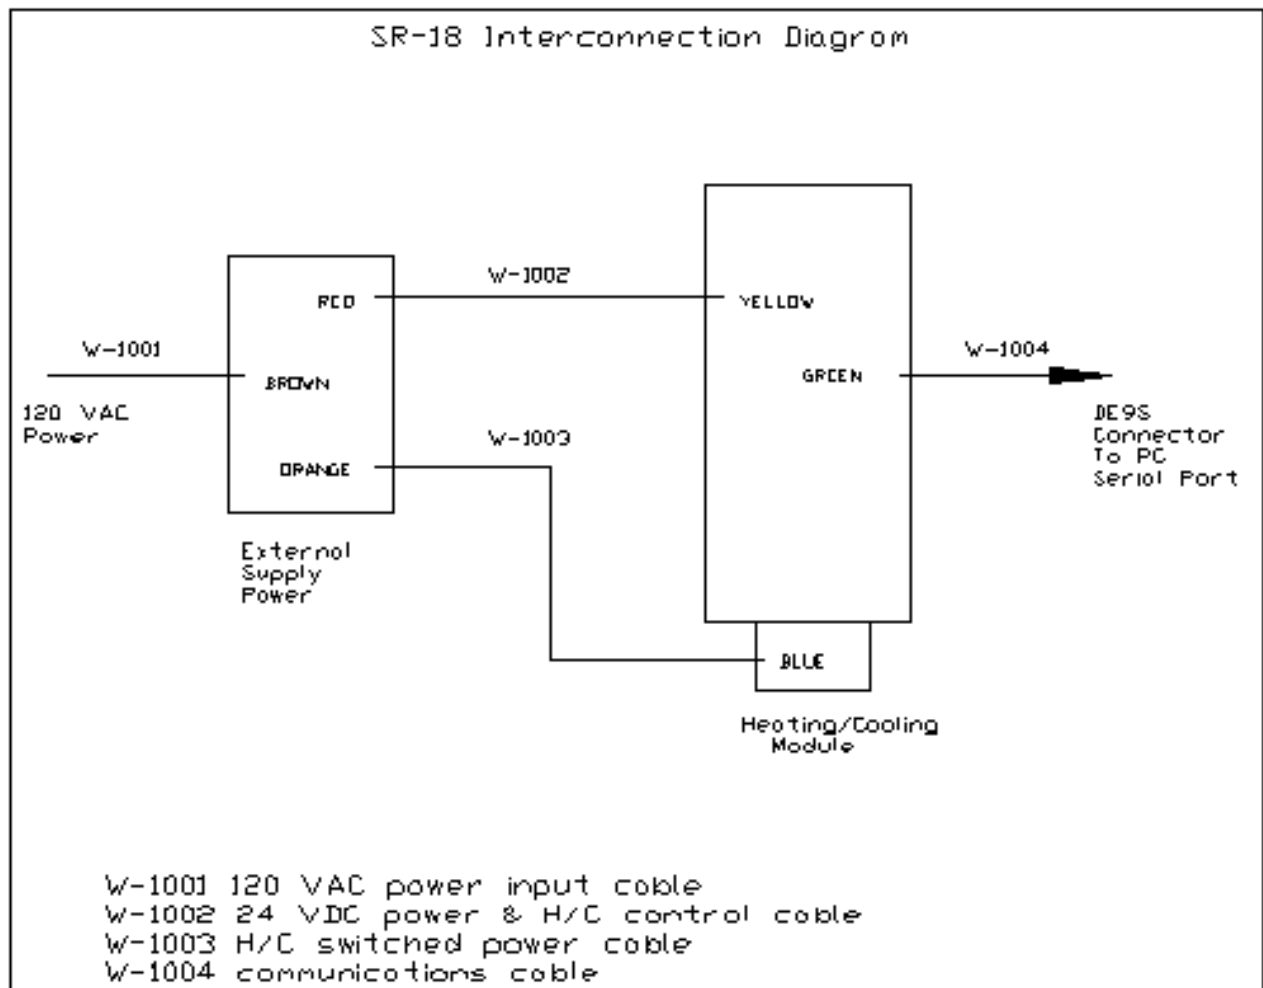 SR-18 Interconnection Diagram
W-1002
RED
YELLOW
W-1001
W-1004
BROWN
GREEN
120 VAC
Power
DE9S
Connector
To PC
Serial Port
W-1003
ORANGE
External
Supply
Power
BLUE
Heating/Cooling
Module
W-1001 120 VAC power input cable
W-1002 24 VDC power & H/C control cable
W-1003 H/C switched power cable
W-1004 communications cable